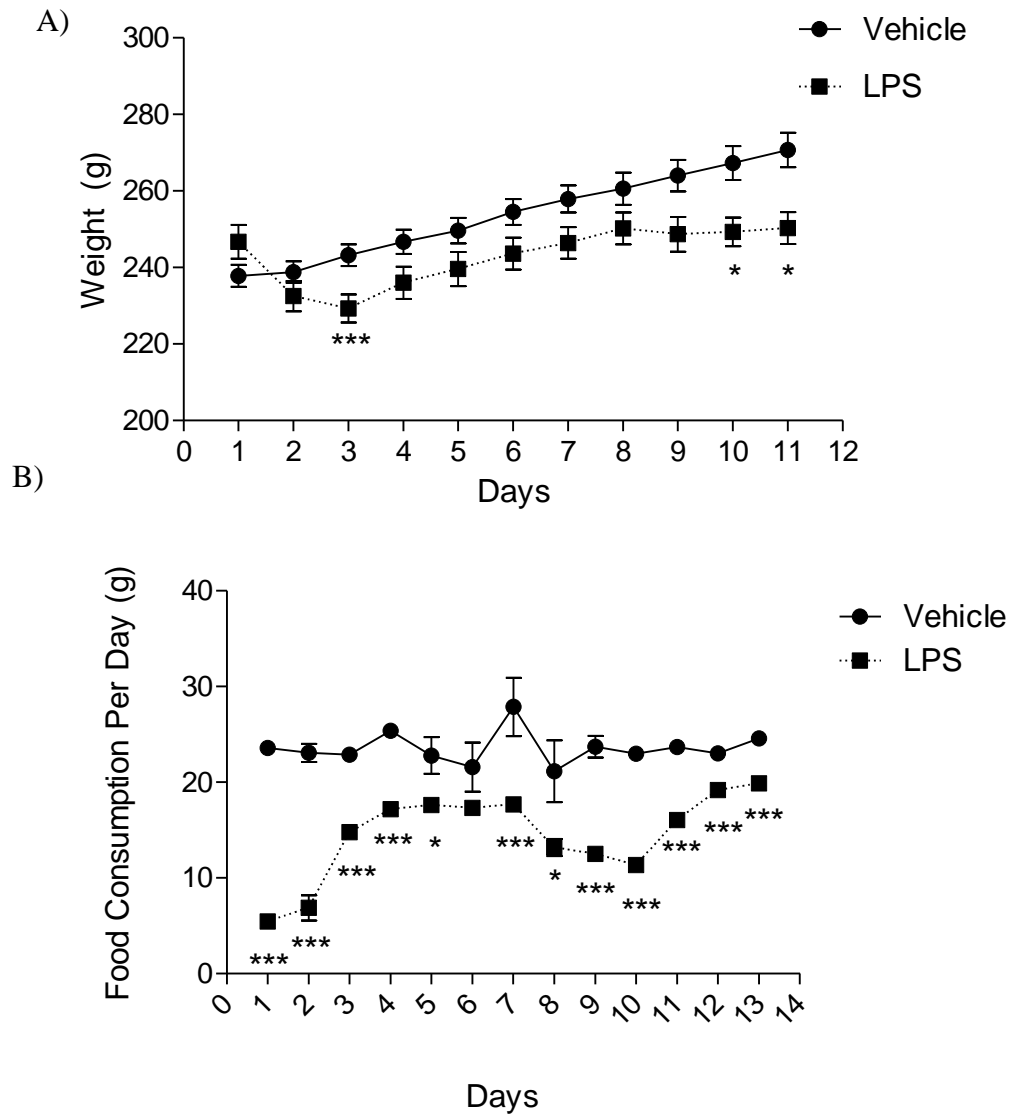 A)
Vehicle
LPS
Weight (g)
300
280
260
240
220
200
***
*
*
0 1 2 3 4 5 6 7 8 9 10 11 12
Days
B)
Vehicle
LPS
Food Consumption Per Day (g)
40
30
20
10
0
***
***
***
***
*
***
*
***
***
***
***
***
0 1 2 3 4 5 6 7 8 9 10 11 12 13 14
Days